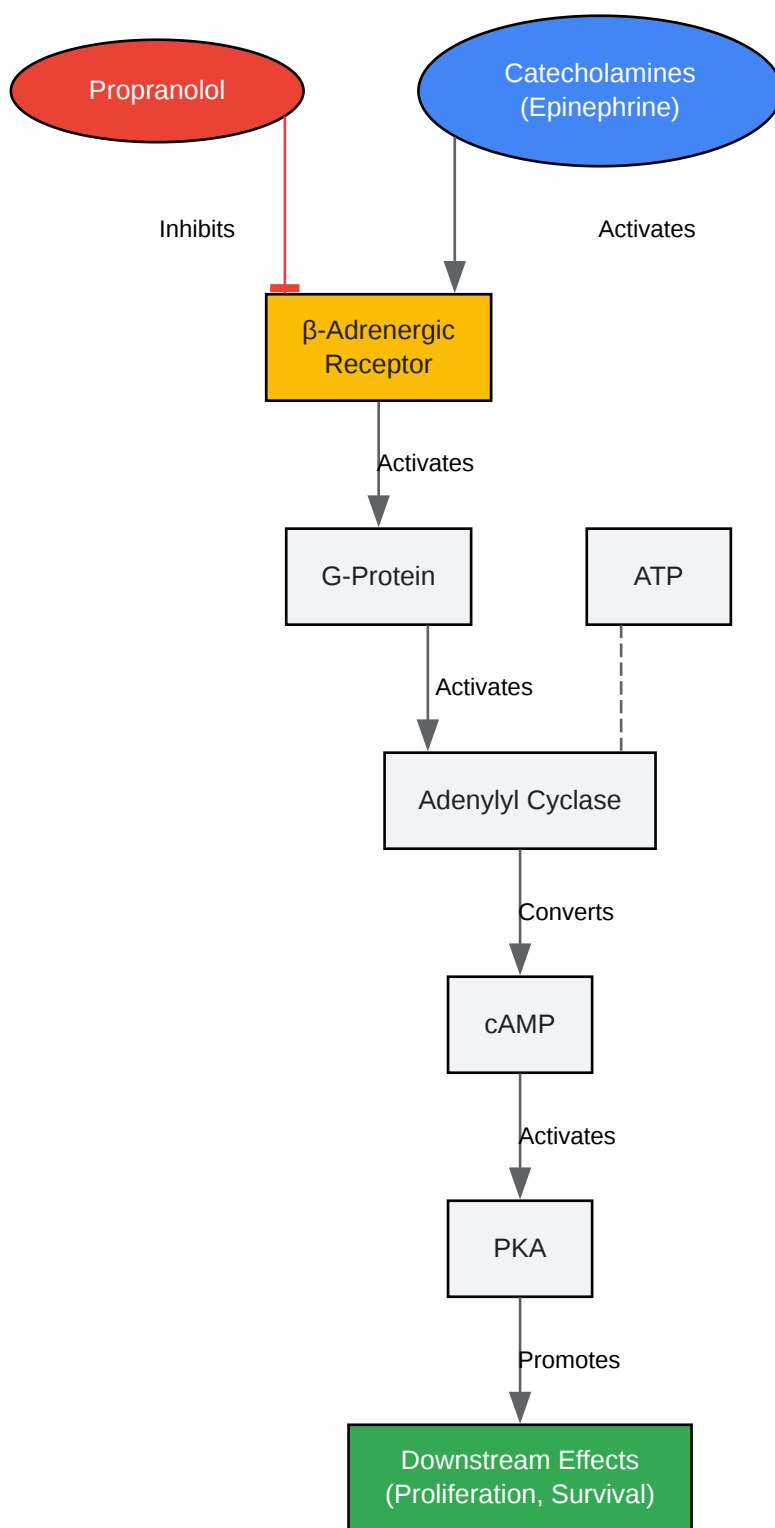 Propranolol
Catecholamines
(Epinephrine)
Inhibits
Activates
β-Adrenergic
Receptor
Activates
G-Protein
ATP
Activates
Adenylyl Cyclase
Converts
cAMP
Activates
PKA
Promotes
Downstream Effects
(Proliferation, Survival)